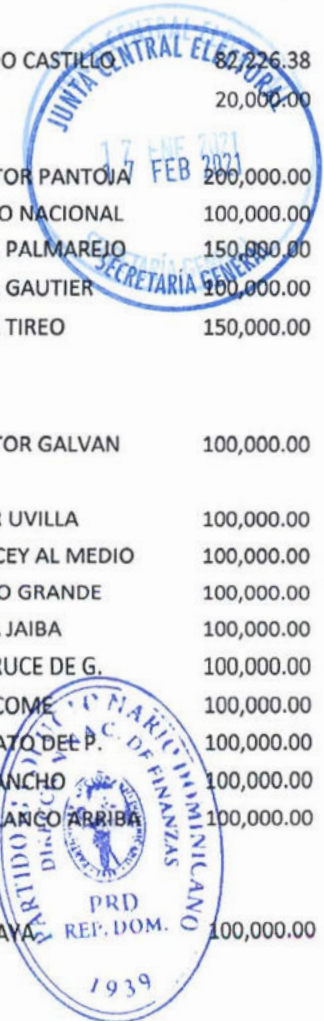 O CASTILLO 82,226.38
20,000.00
JUNTA CENTRAL ELECTORAL
17 FEB 2021
SECRETARÍA GENERAL
TOR PANTOJA 200,000.00
O NACIONAL 100,000.00
PALMAREJO 150,000.00
GAUTIER 200,000.00
TIREO 150,000.00
TOR GALVAN 100,000.00
R UVILLA 100,000.00
CEY AL MEDIO 100,000.00
O GRANDE 100,000.00
JAIBA 100,000.00
RUCE DE G. 100,000.00
COME 100,000.00
ATO DEL P. 100,000.00
ANCHO 100,000.00
LANCO ARRIBA 100,000.00
AYA 100,000.00
DE FINANZAS
PRD
REP. DOM.
1939